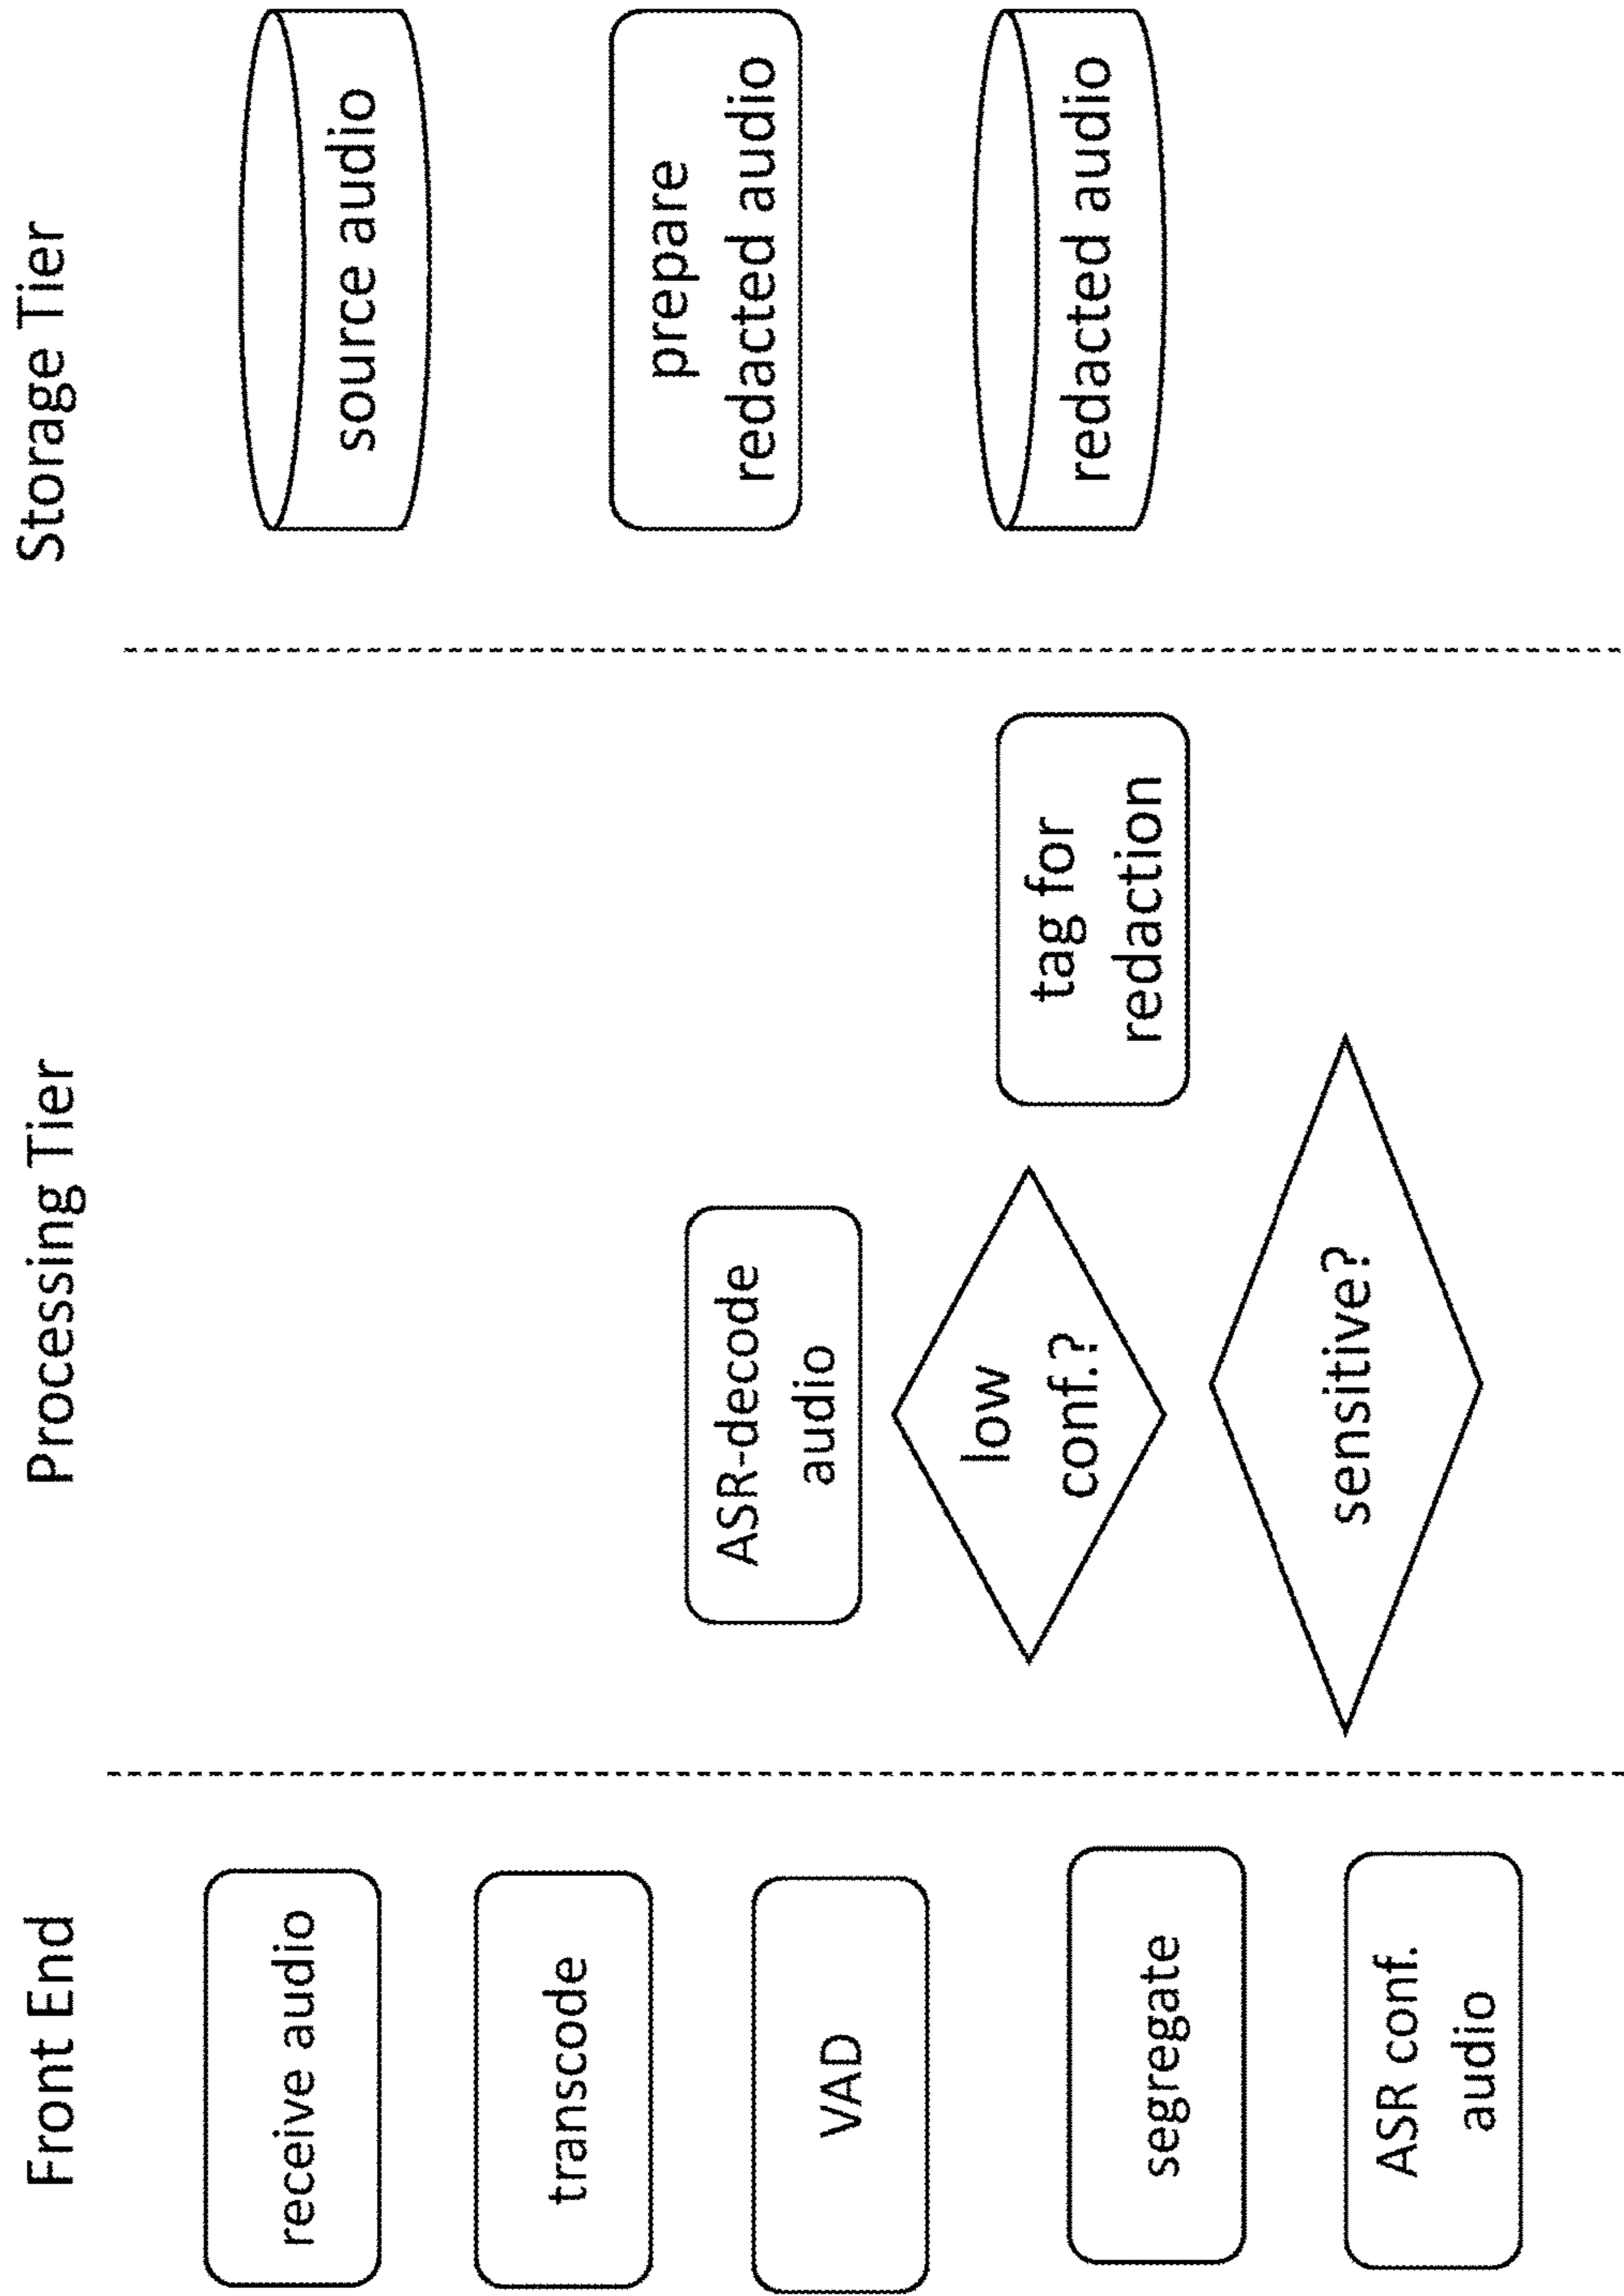 Front End
receive audio
transcode
VAD
segregate
ASR conf.
audio
Processing Tier
ASR-decode
audio
low
conf.?
tag for
redaction
sensitive?
Storage Tier
source audio
prepare
redacted audio
redacted audio